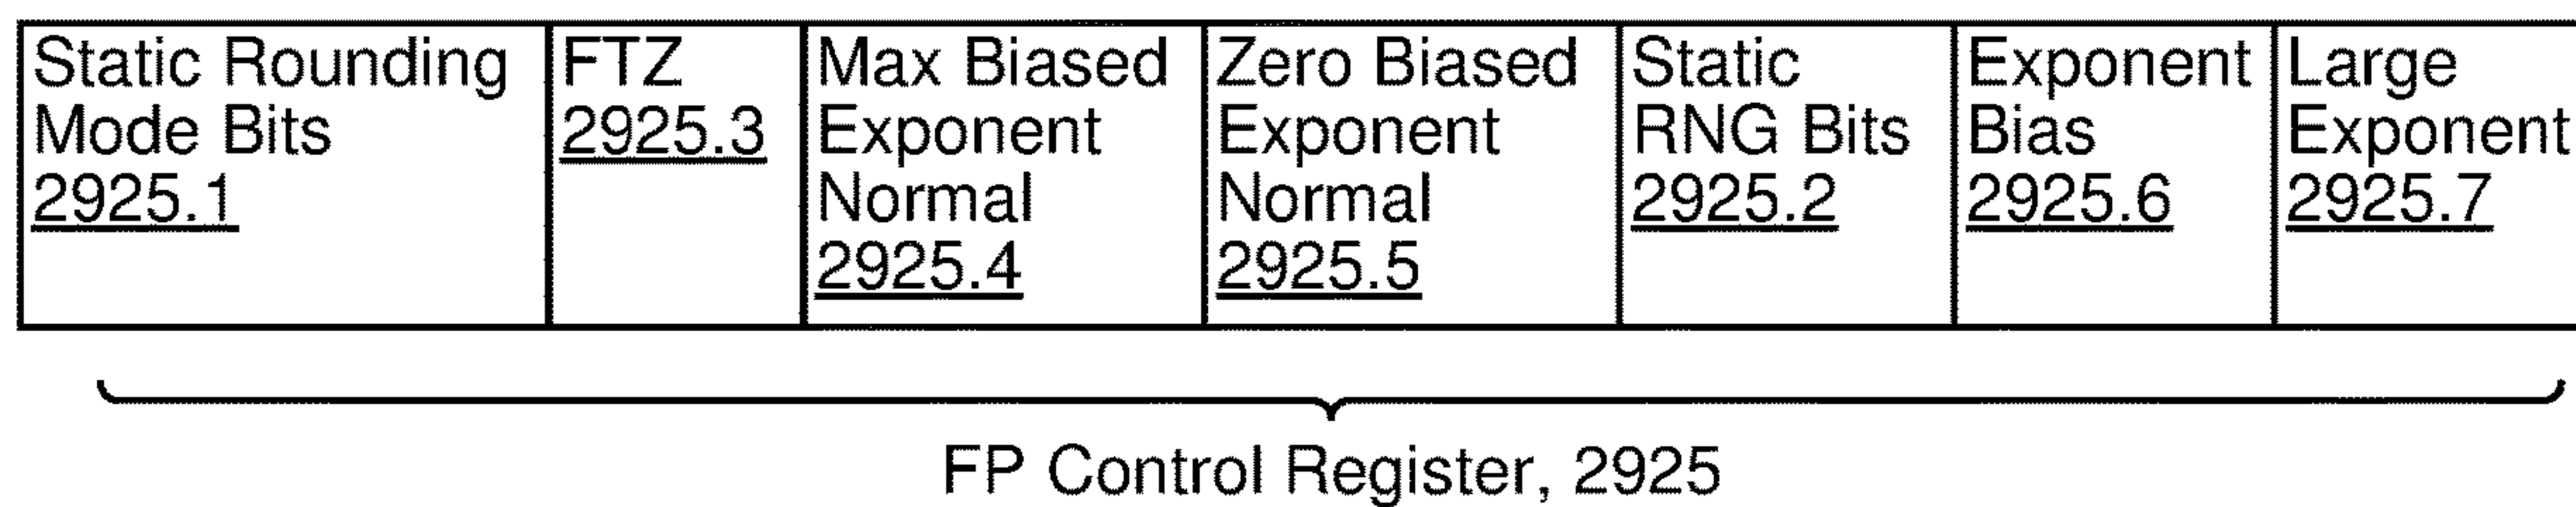 Static Rounding
Mode Bits
2925.1
FTZ
2925.3
Max Biased
Exponent
Normal
2925.4
Zero Biased
Exponent
Normal
2925.5
Static
RNG Bits
2925.2
Exponent
Bias
2925.6
Large
Exponent
2925.7
FP Control Register, 2925